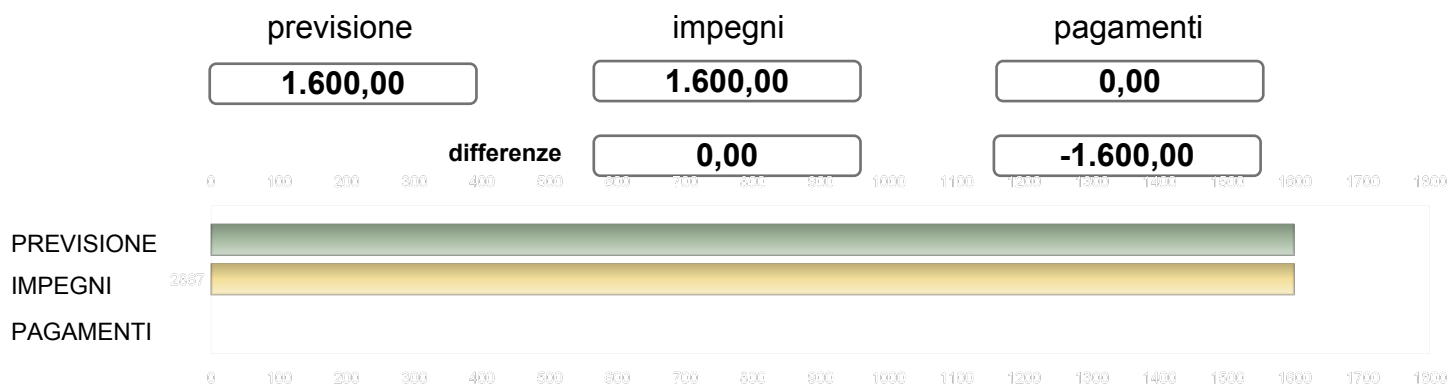 previsione impegni pagamenti
1.600,00 1.600,00 0,00
differenze 0,00 -1.600,00
0 100 200 300 400 500 600 700 800 900 1000 1100 1200 1300 1400 1500 1600 1700 1800
PREVISIONE
IMPEGNI 2887
PAGAMENTI
0 100 200 300 400 500 600 700 800 900 1000 1100 1200 1300 1400 1500 1600 1700 1800